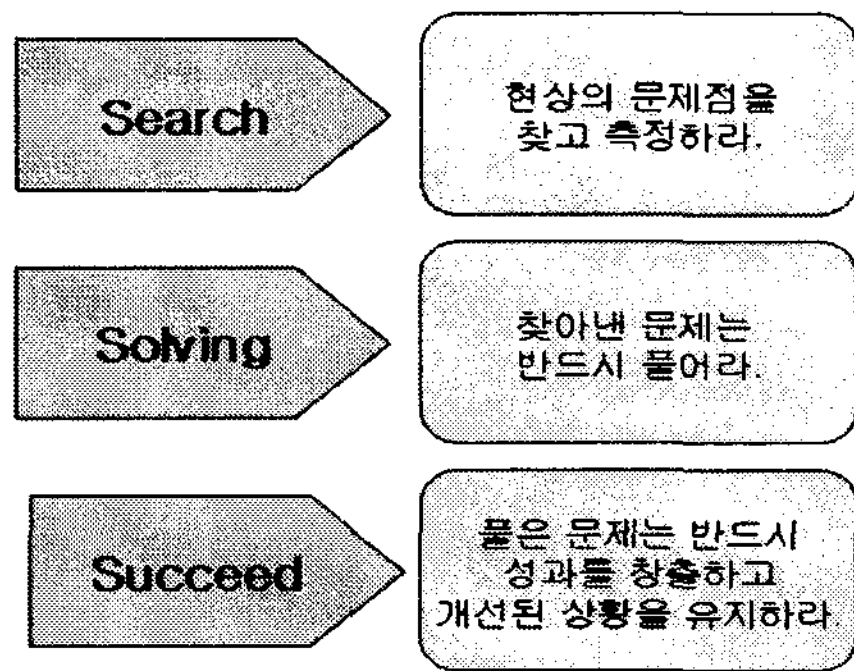 Search
현상의 문제점을
찾고 측정하라.
Solving
찾아낸 문제는
반드시 풀어라.
Succeed
풀은 문제는 반드시
성과를 창출하고
개선된 상황을 유지하라.